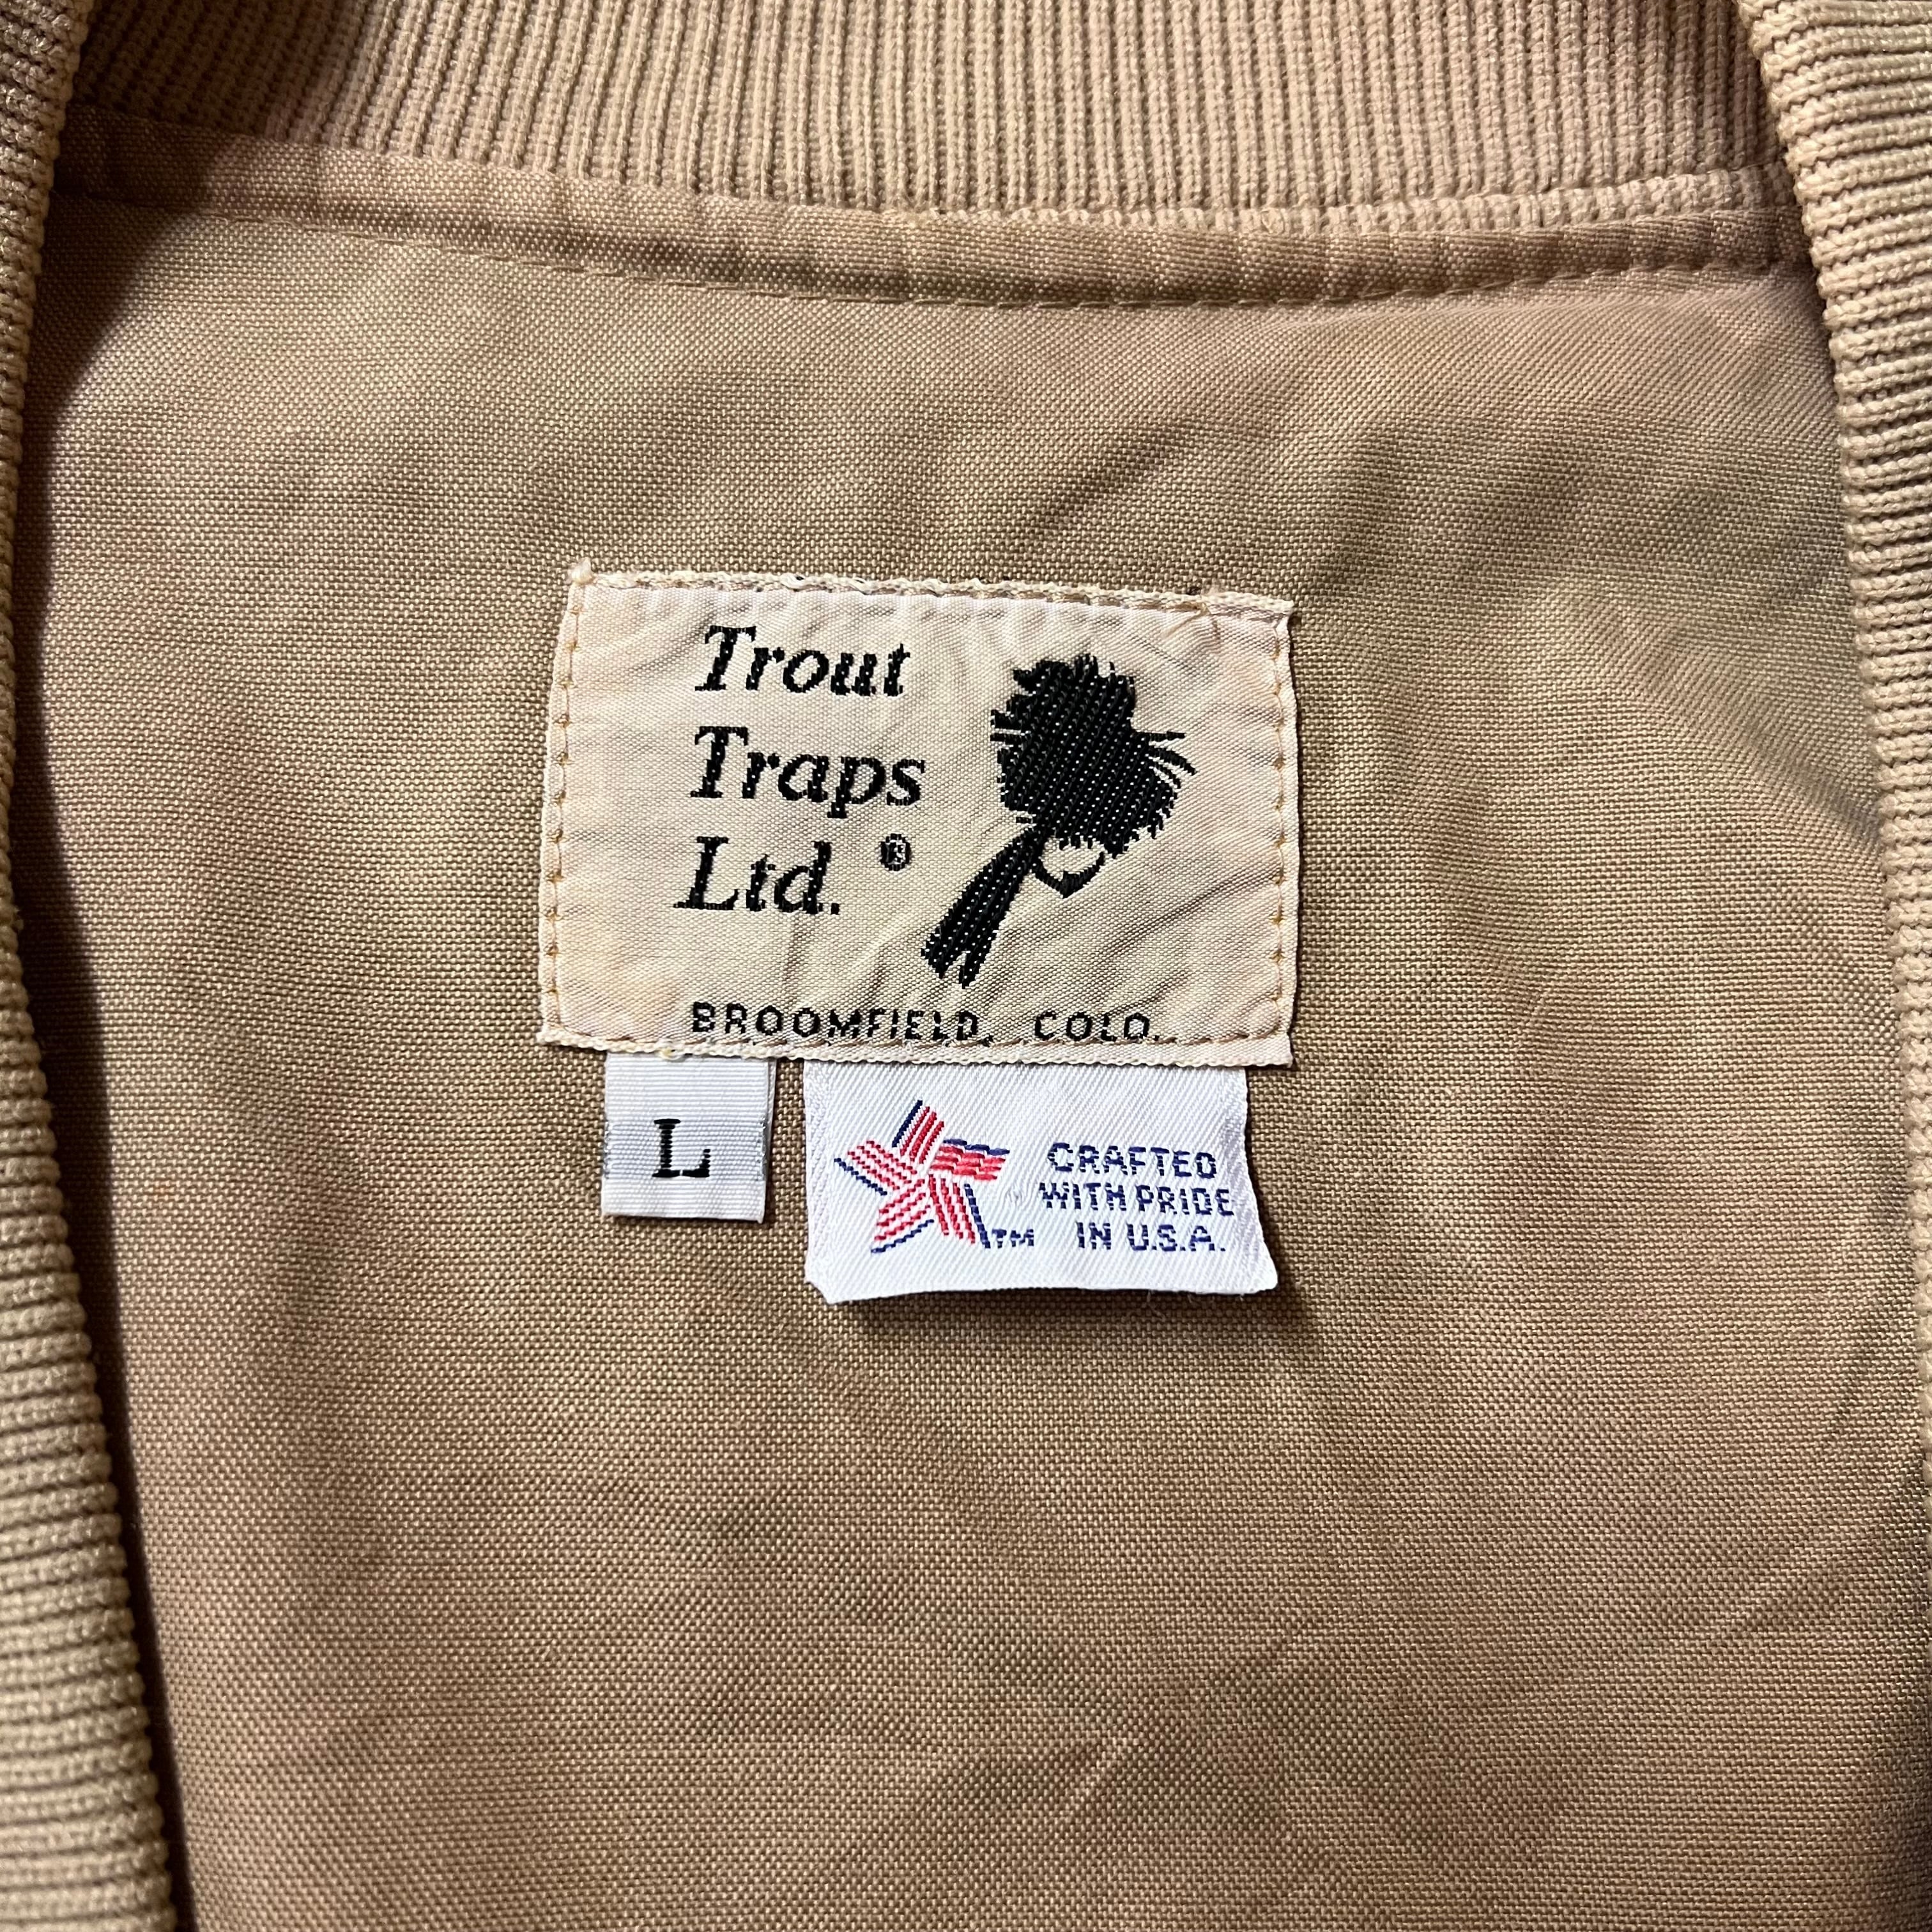 Trout
Traps
Ltd.®
BROOMFIELD, COLO.
L
CRAFTED
WITH PRIDE
IN U.S.A.
TM